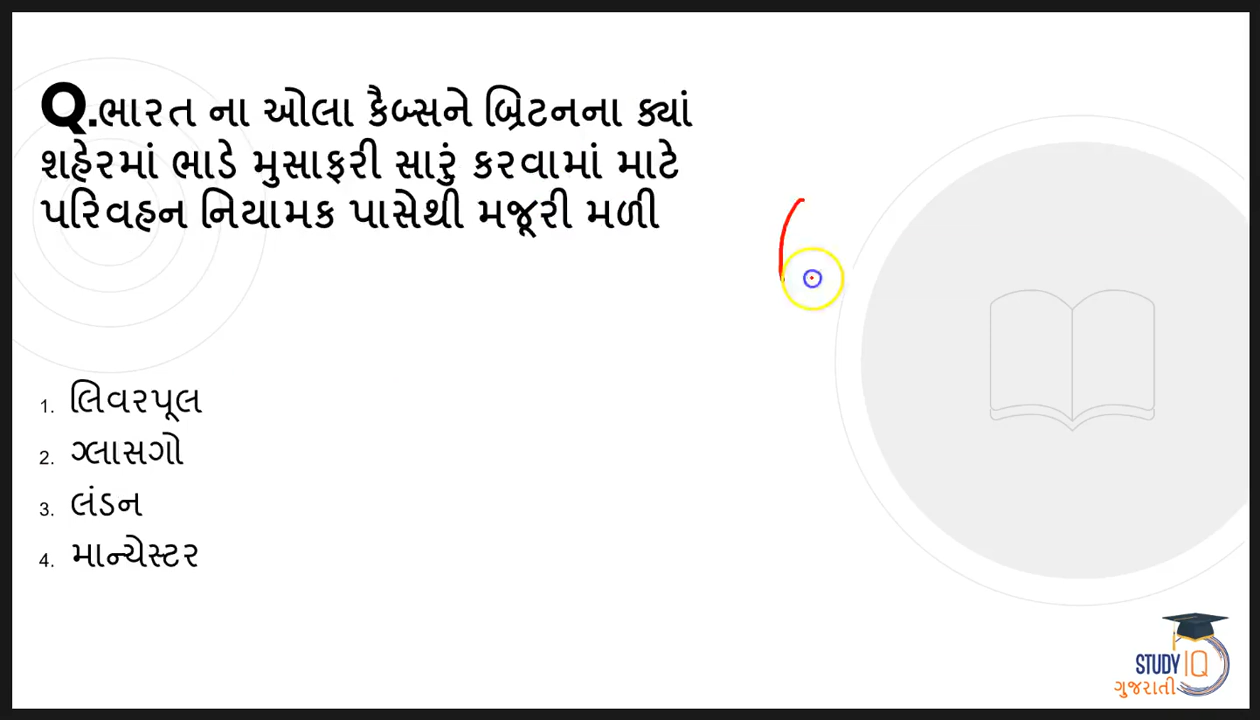 Q.ભારત ના ઓલા કૈબ્સને બ્રિટનના ક્યાં
શહેરમાં ભાડે મુસાફરી સારું કરવામાં માટે
પરિવહન નિયામક પાસેથી મજૂરી મળી
1. લિવરપૂલ
2. ગ્લાસગો
3. લંડન
4. માન્ચેસ્ટર
STUDY IQ
ગુજરાતી